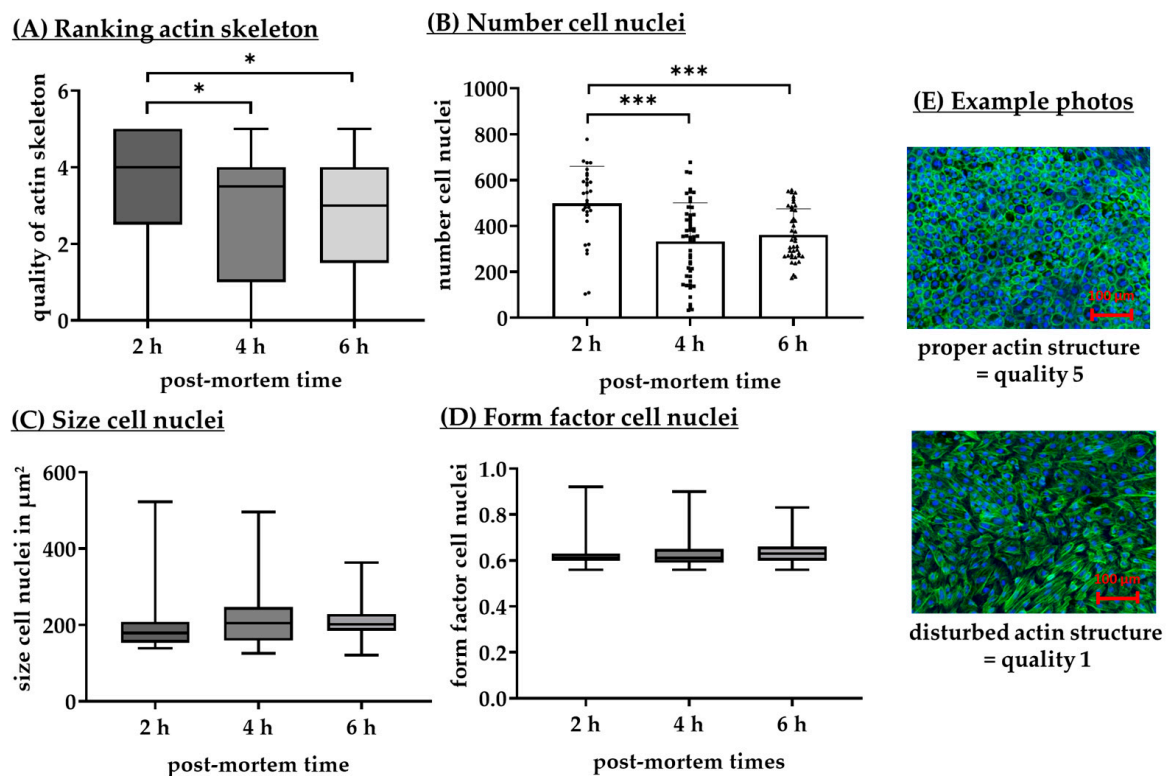 (A) Ranking actin skeleton
*
*
6
4
2
0
quality of actin skeleton
2 h 4 h 6 h
post-mortem time
(B) Number cell nuclei
***
***
1000
800
600
400
200
0
number cell nuclei
2 h 4 h 6 h
post-mortem time
(E) Example photos
100 µm
proper actin structure
= quality 5
100 µm
disturbed actin structure
= quality 1
(C) Size cell nuclei
600
400
200
0
size cell nuclei in µm²
2 h 4 h 6 h
post-mortem time
(D) Form factor cell nuclei
1.0
0.8
0.6
0.4
0.2
0.0
form factor cell nuclei
2 h 4 h 6 h
post-mortem times